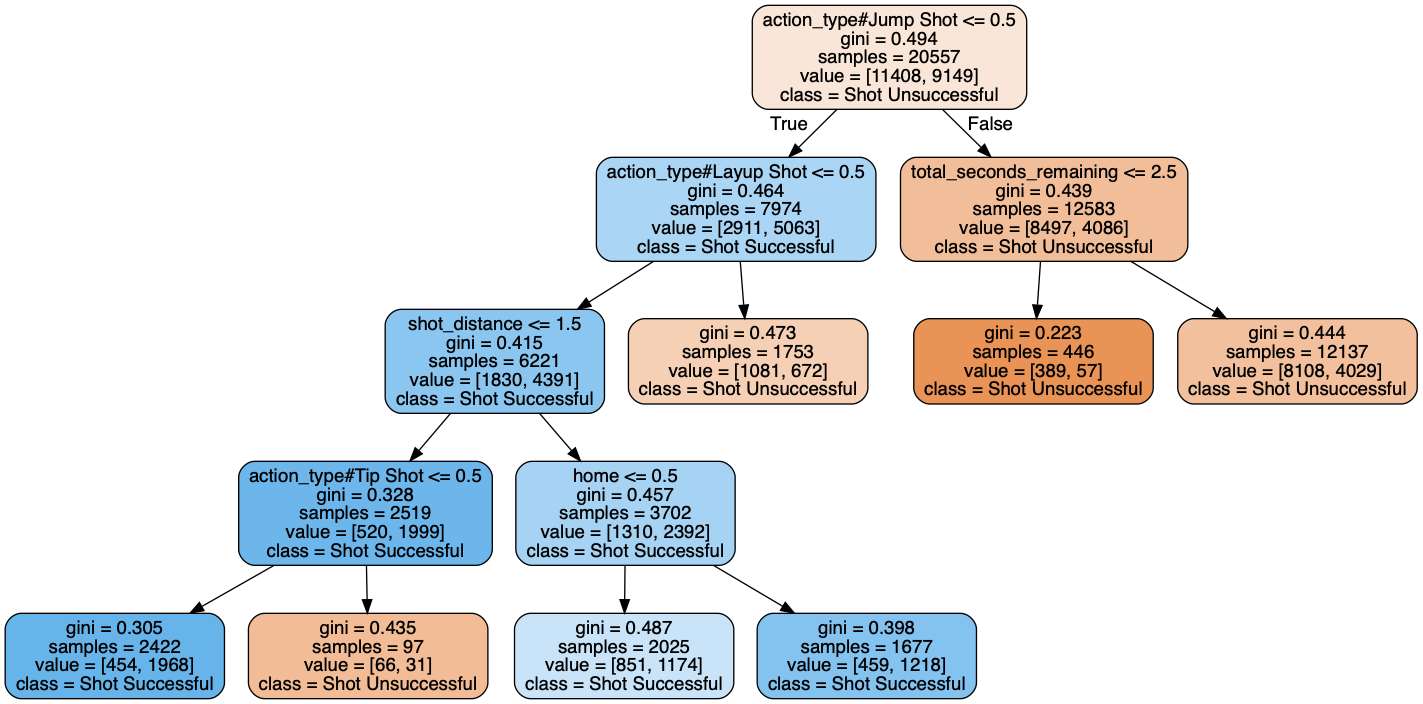 action_type#Jump Shot <= 0.5
gini = 0.494
samples = 20557
value = [11408, 9149]
class = Shot Unsuccessful
True
False
action_type#Layup Shot <= 0.5
gini = 0.464
samples = 7974
value = [2911, 5063]
class = Shot Successful
total_seconds_remaining <= 2.5
gini = 0.439
samples = 12583
value = [8497, 4086]
class = Shot Unsuccessful
shot_distance <= 1.5
gini = 0.415
samples = 6221
value = [1830, 4391]
class = Shot Successful
gini = 0.473
samples = 1753
value = [1081, 672]
class = Shot Unsuccessful
gini = 0.223
samples = 446
value = [389, 57]
class = Shot Unsuccessful
gini = 0.444
samples = 12137
value = [8108, 4029]
class = Shot Unsuccessful
action_type#Tip Shot <= 0.5
gini = 0.328
samples = 2519
value = [520, 1999]
class = Shot Successful
home <= 0.5
gini = 0.457
samples = 3702
value = [1310, 2392]
class = Shot Successful
gini = 0.305
samples = 2422
value = [454, 1968]
class = Shot Successful
gini = 0.435
samples = 97
value = [66, 31]
class = Shot Unsuccessful
gini = 0.487
samples = 2025
value = [851, 1174]
class = Shot Successful
gini = 0.398
samples = 1677
value = [459, 1218]
class = Shot Successful